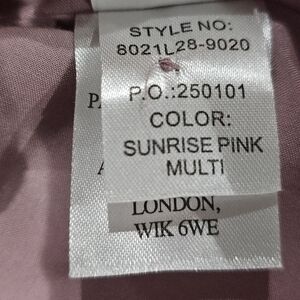 STYLE NO:
8021L28-9020
P.O.:250101
COLOR:
SUNRISE PINK
MULTI
LONDON,
WIK 6WE